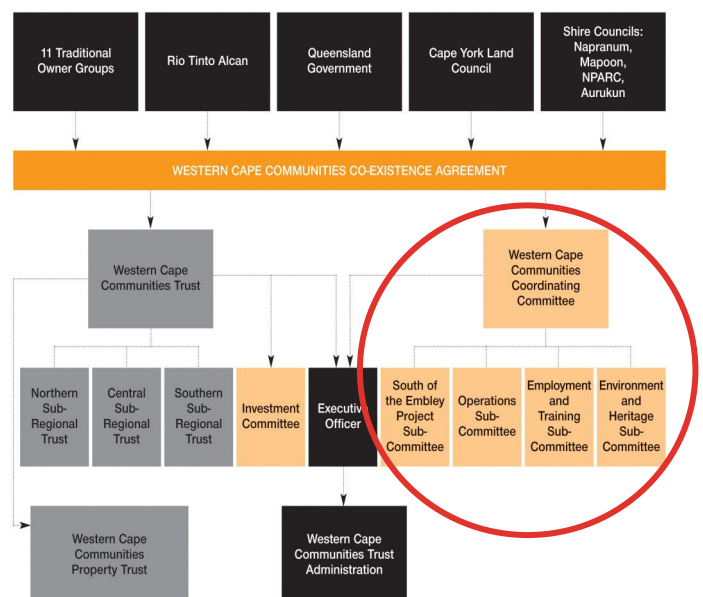 11 Traditional
Owner Groups
Rio Tinto Alcan
Queensland
Government
Cape York Land
Council
Shire Councils:
Napranum,
Mapoon,
NPARC,
Aurukun
WESTERN CAPE COMMUNITIES CO-EXISTENCE AGREEMENT
Western Cape
Communities Trust
Western Cape
Communities
Coordinating
Committee
Northern
Sub-
Regional
Trust
Central
Sub-
Regional
Trust
Southern
Sub-
Regional
Trust
Investment
Committee
Executive
Officer
South of
the Embley
Project
Sub-
Committee
Operations
Sub-
Committee
Employment
and
Training
Sub-
Committee
Environment
and
Heritage
Sub-
Committee
Western Cape
Communities
Property Trust
Western Cape
Communities Trust
Administration